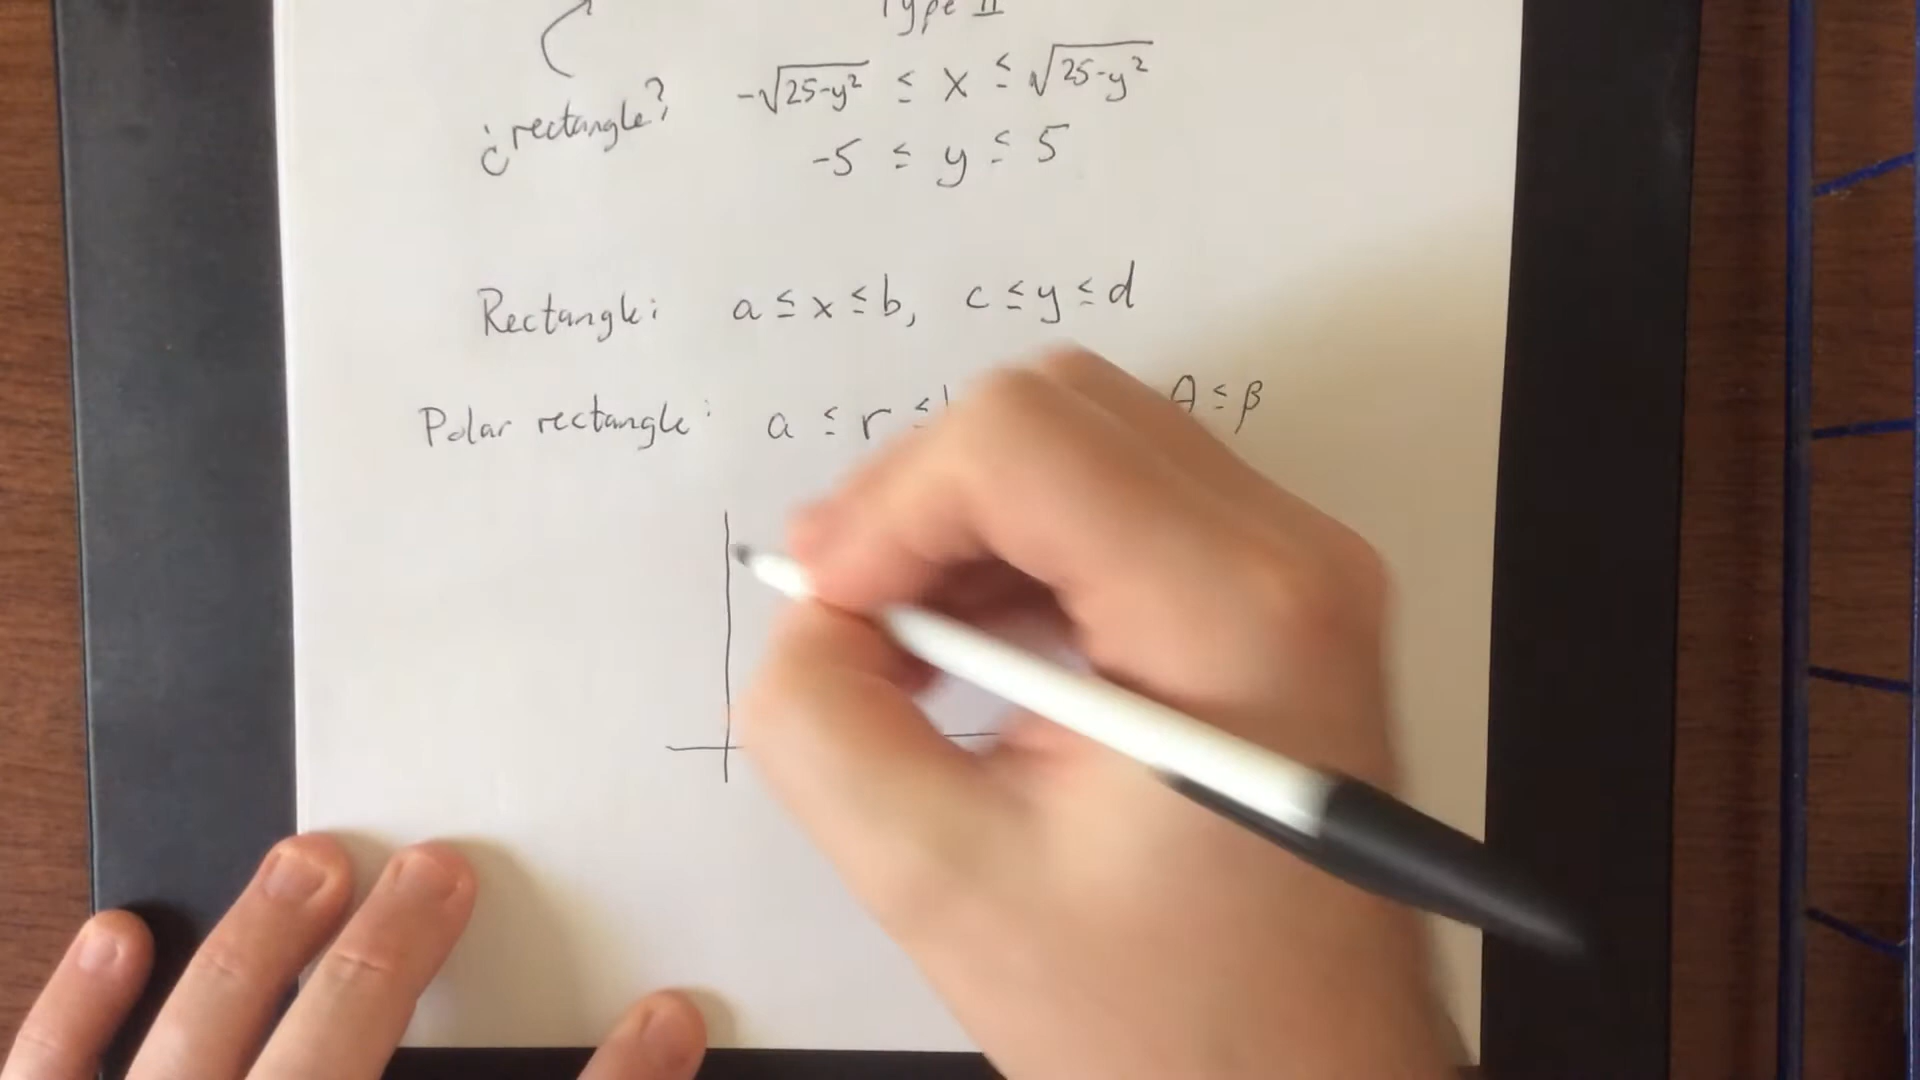 Type II
-√25-y² ≤ x ≤ √25-y²
¿rectangle?
-5 ≤ y ≤ 5
Rectangle: a ≤ x ≤ b, c ≤ y ≤ d
Polar rectangle: a ≤ r ≤ θ ≤ β